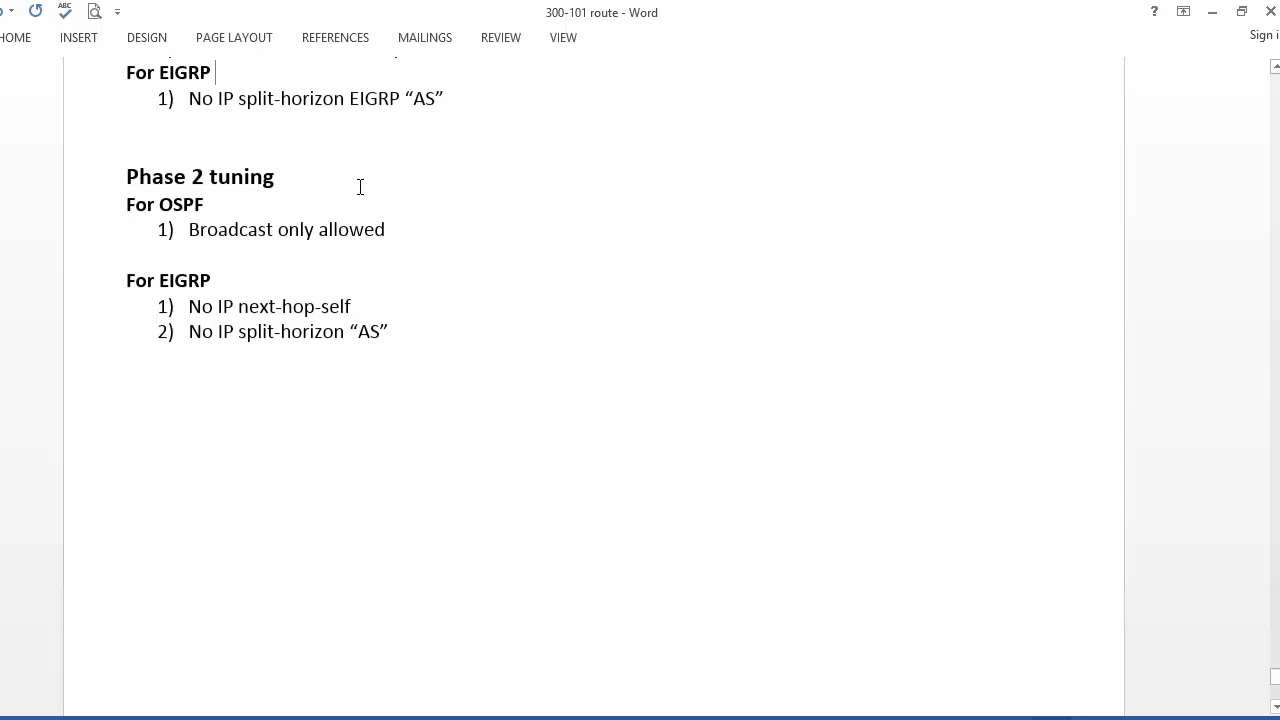 300-101 route - Word
?
HOME INSERT DESIGN PAGE LAYOUT REFERENCES MAILINGS REVIEW VIEW
Sign i
For EIGRP
1) No IP split-horizon EIGRP “AS”
Phase 2 tuning
For OSPF
1) Broadcast only allowed
For EIGRP
1) No IP next-hop-self
2) No IP split-horizon “AS”